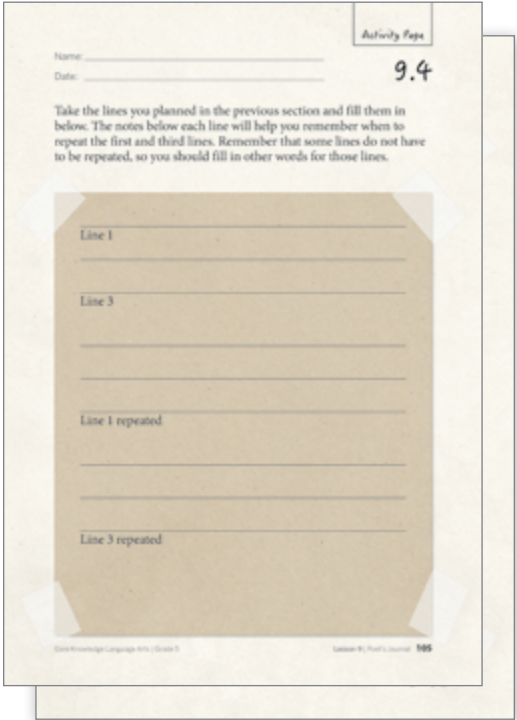 Activity Page
9.4
Name:
Date:
Take the lines you planned in the previous section and fill them in
below. The notes below each line will help you remember when to
repeat the first and third lines. Remember that some lines do not have
to be repeated, so you should fill in other words for those lines.
Line 1
Line 3
Line 1 repeated
Line 3 repeated
Core Knowledge Language Arts | Grade 5
Lesson 9 | Poet's Journal 105